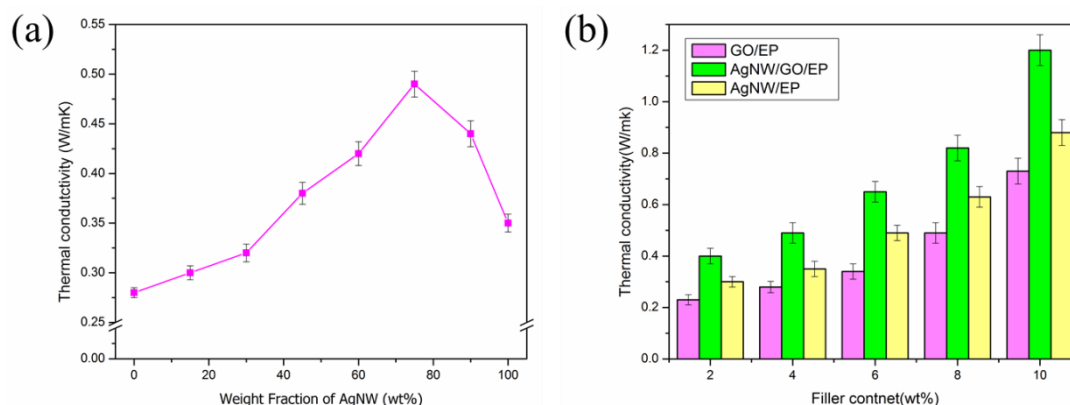 (a)
0.55
0.50
0.45
0.40
0.35
0.30
0.25
0.00
Thermal condutctivity (W/mK)
0 20 40 60 80 100
Weight Fraction of AgNW (wt%)
(b)
GO/EP
AgNW/GO/EP
AgNW/EP
1.2
1.0
0.8
0.6
0.4
0.2
0.0
Thermal conductivity(W/mk)
2 4 6 8 10
Filler contnet(wt%)